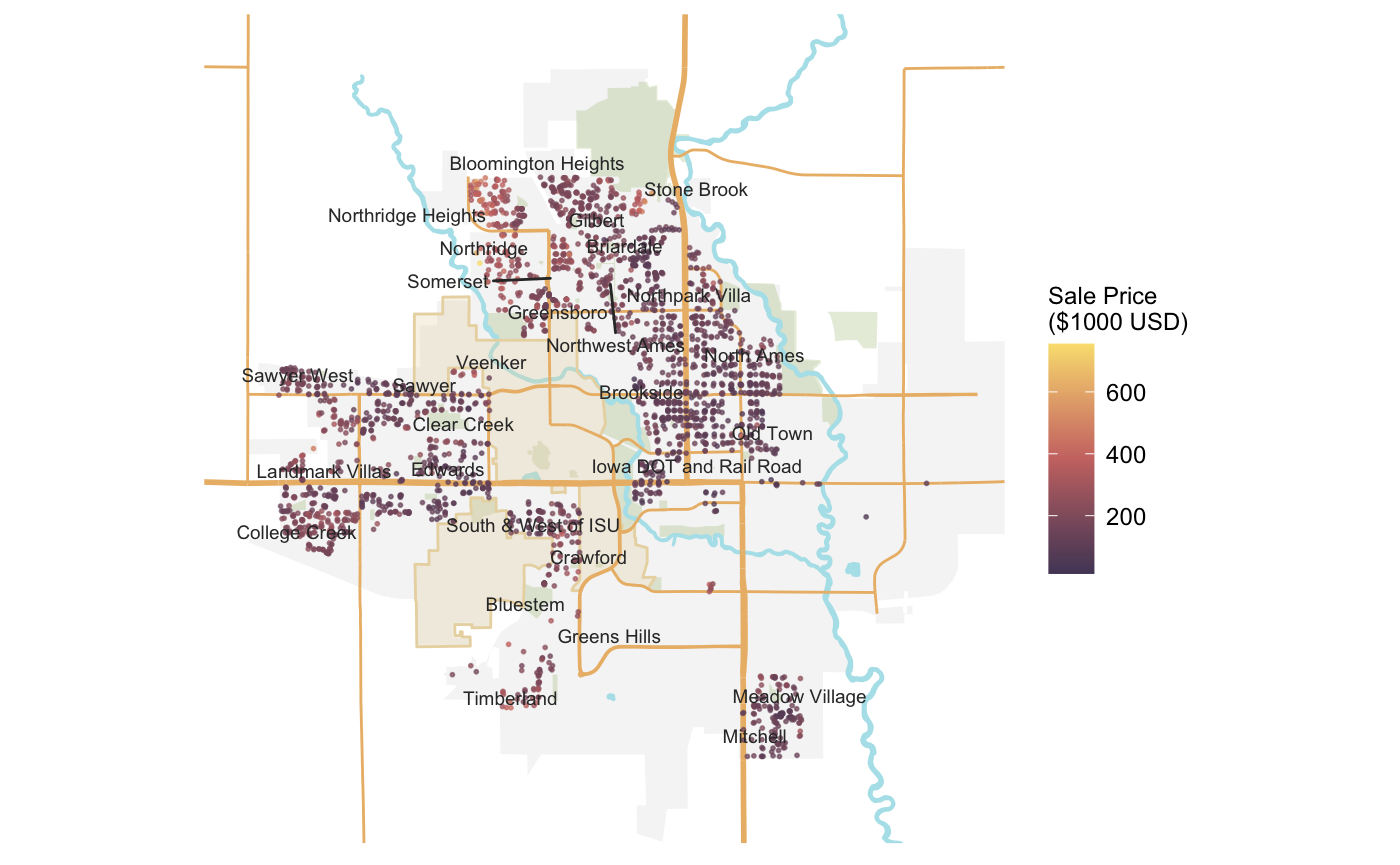 Bloomington Heights
Stone Brook
Northridge Heights
Gilbert
Northridge
Briardale
Somerset
Northpark Villa
Greensboro
Northwest Ames
North Ames
Veenker
Sawyer West
Sawyer
Brookside
Clear Creek
Old Town
Landmark Villas
Edwards
Iowa DOT and Rail Road
South & West of ISU
College Creek
Crawford
Bluestem
Greens Hills
Timberland
Meadow Village
Mitchell
Sale Price
($1000 USD)
600
400
200